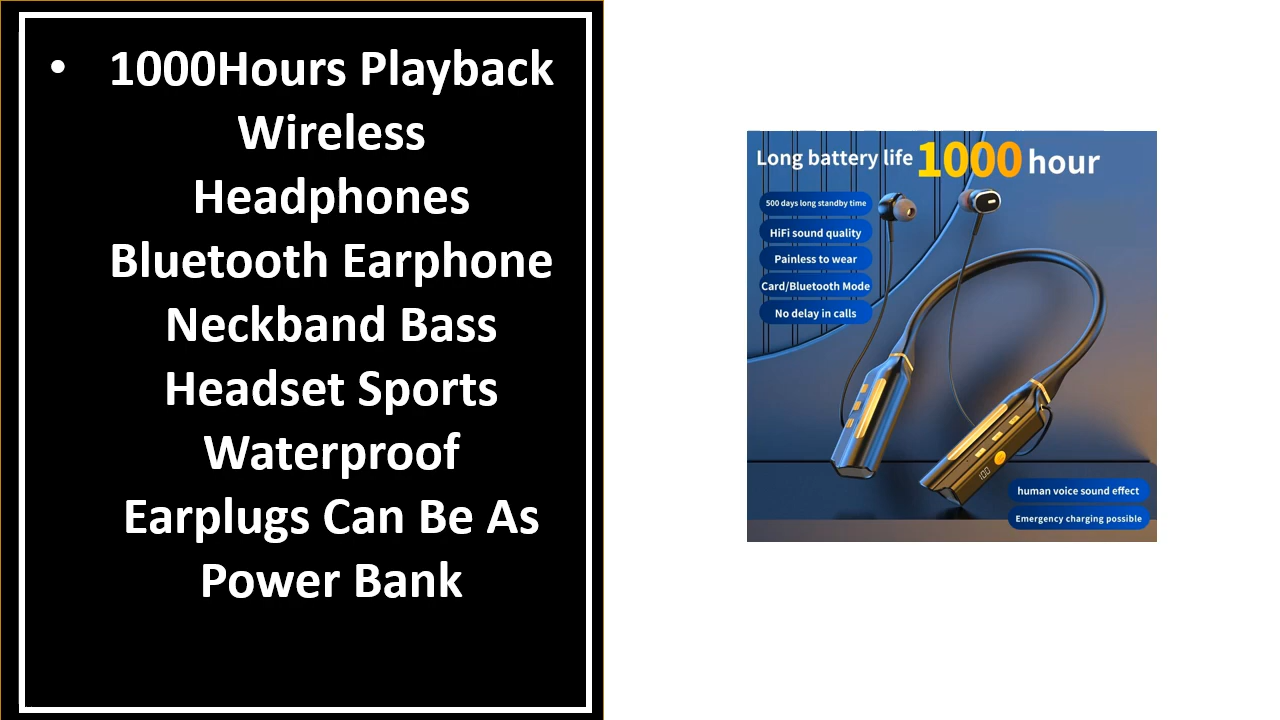 • 1000Hours Playback
Wireless
Headphones
Bluetooth Earphone
Neckband Bass
Headset Sports
Waterproof
Earplugs Can Be As
Power Bank
Long battery life 1000 hour
500 days long standby time
HiFi sound quality
Painless to wear
Card/Bluetooth Mode
No delay in calls
100
human voice sound effect
Emergency charging possible